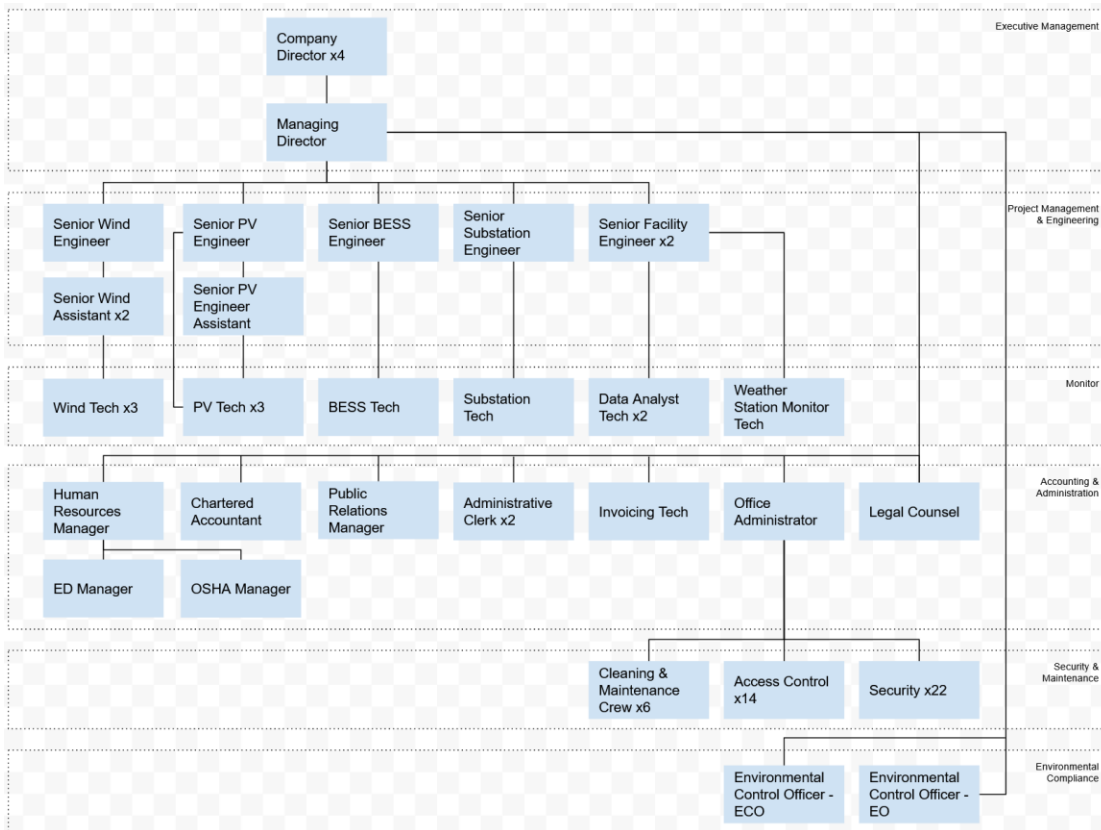 Executive Management
Company
Director x4
Managing
Director
Project Management
& Engineering
Senior Wind
Engineer
Senior PV
Engineer
Senior BESS
Engineer
Senior
Substation
Engineer
Senior Facility
Engineer x2
Senior Wind
Assistant x2
Senior PV
Engineer
Assistant
Monitor
Wind Tech x3
PV Tech x3
BESS Tech
Substation
Tech
Data Analyst
Tech x2
Weather
Station Monitor
Tech
Accounting &
Administration
Human
Resources
Manager
Chartered
Accountant
Public
Relations
Manager
Administrative
Clerk x2
Invoicing Tech
Office
Administrator
Legal Counsel
ED Manager
OSHA Manager
Security &
Maintenance
Cleaning &
Maintenance
Crew x6
Access Control
x14
Security x22
Environmental
Compliance
Environmental
Control Officer -
ECO
Environmental
Control Officer -
EO